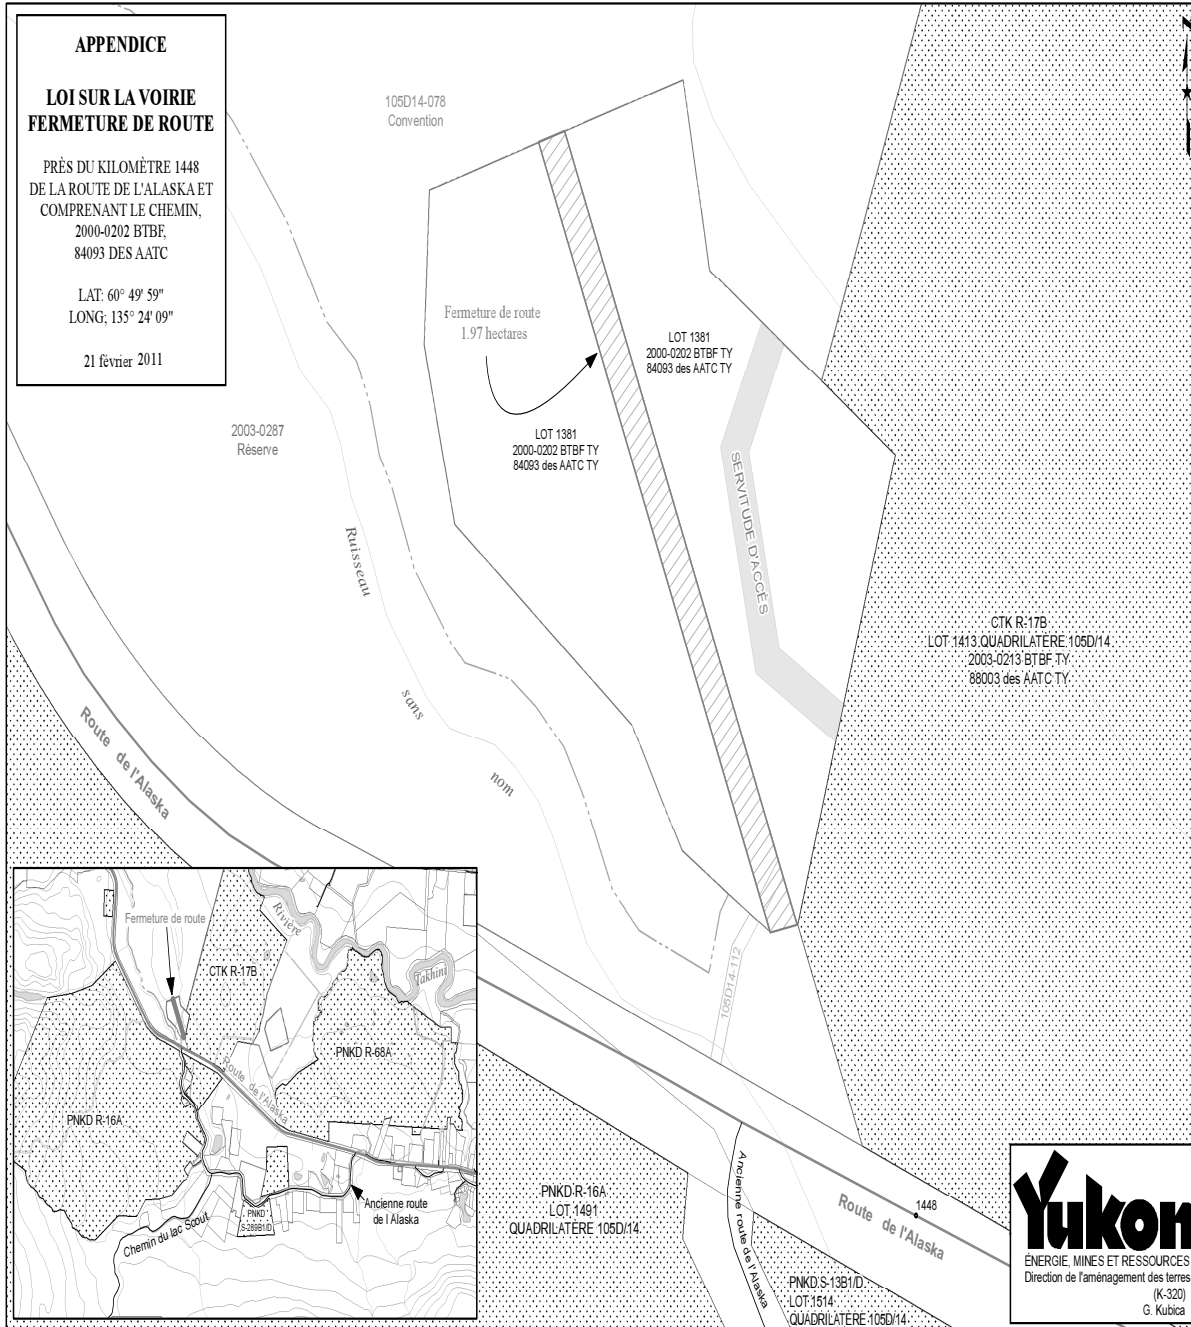 APPENDICE
LOI SUR LA VOIRIE
FERMETURE DE ROUTE
PRÈS DU KILOMÈTRE 1448
DE LA ROUTE DE L'ALASKA ET
COMPRENANT LE CHEMIN,
2000-0202 BTBF,
84093 DES AATC
LAT: 60° 49' 59"
LONG; 135° 24' 09"
21 février 2011
105D14-078
Convention
Fermeture de route
1.97 hectares
LOT 1381
2000-0202 BTBF TY
84093 des AATC TY
LOT 1381
2000-0202 BTBF TY
84093 des AATC TY
2003-0287
Réserve
SERVITUDE D'ACCÈS
Ruisseau
sans
nom
CTK R-17B
LOT 1413 QUADRILATÈRE 105D/14
2003-0213 BTBF TY
88003 des AATC TY
Route de l'Alaska
105D14-112
Fermeture de route
CTK R-17B
Rivière
Takhini
PNKD R-68A
Route de l'Alaska
PNKD R-16A
PNKD
S-289B1/D
Ancienne route
de l Alaska
Chemin du lac Scout
PNKD R-16A
LOT 1491
QUADRILATÈRE 105D/14
Ancienne route de l'Alaska
Route de l'Alaska
1448
PNKD S-13B1/D
LOT 1514
QUADRILATÈRE 105D/14
Yukon
ÉNERGIE, MINES ET RESSOURCES
Direction de l'aménagement des terres
(K-320)
G. Kubica